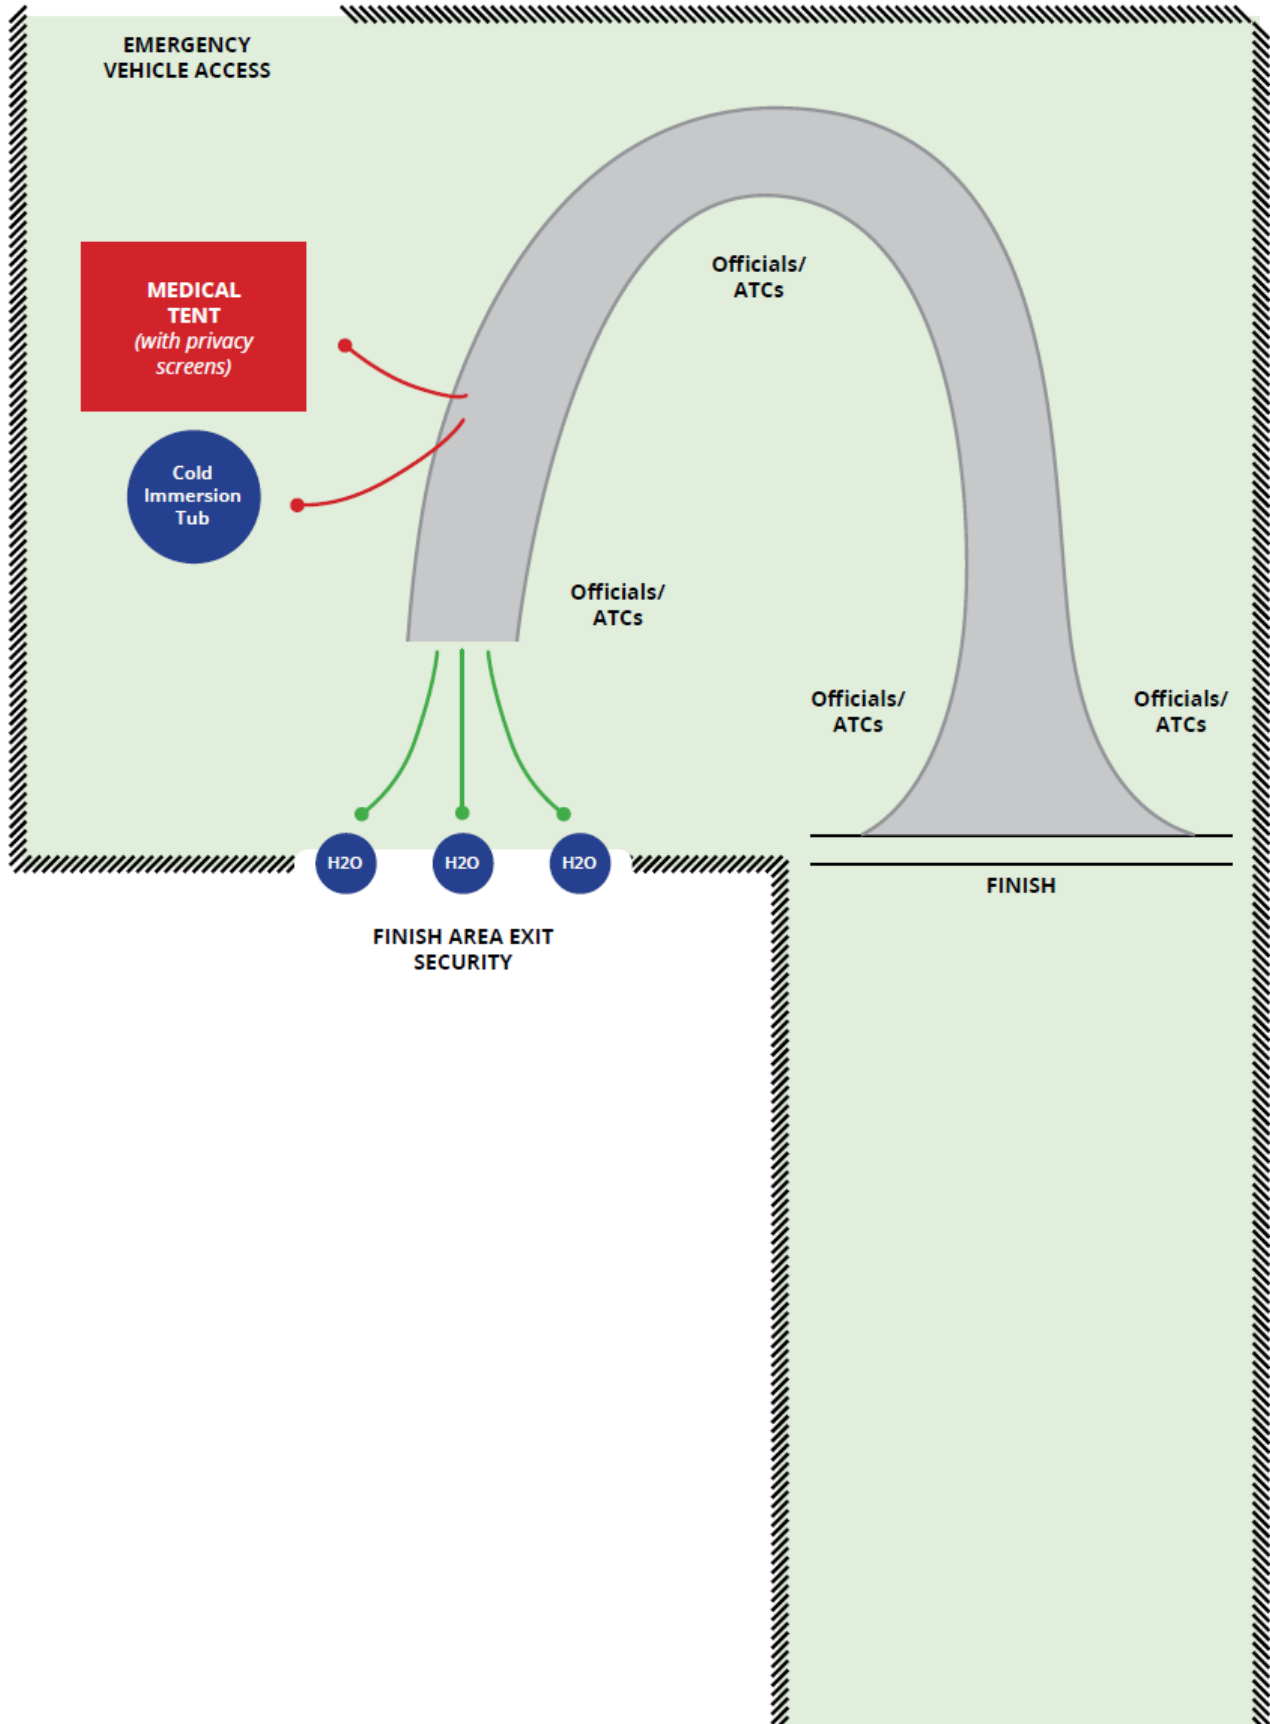 EMERGENCY
VEHICLE ACCESS
Officials/
ATCs
MEDICAL
TENT
(with privacy
screens)
Cold
Immersion
Tub
Officials/
ATCs
Officials/
ATCs
Officials/
ATCs
H2O
H2O
H2O
FINISH
FINISH AREA EXIT
SECURITY